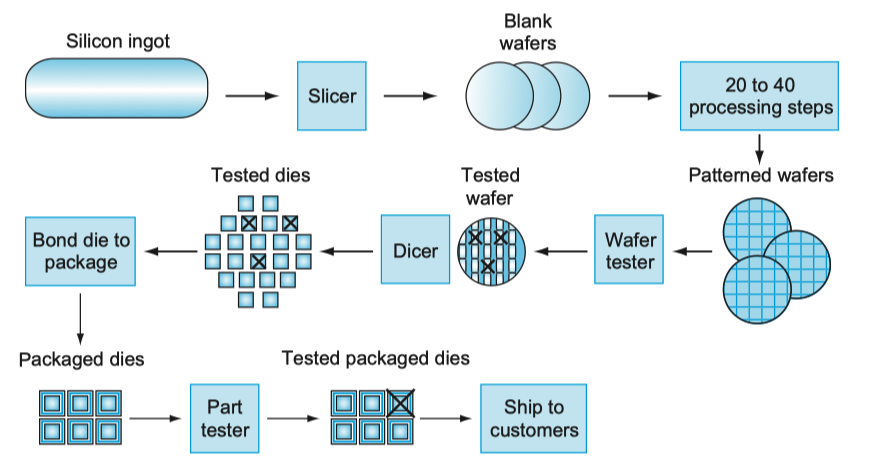 Silicon ingot
Slicer
Blank
wafers
20 to 40
processing steps
Patterned wafers
Wafer
tester
Tested
wafer
Dicer
Tested dies
Bond die to
package
Packaged dies
Part
tester
Tested packaged dies
Ship to
customers